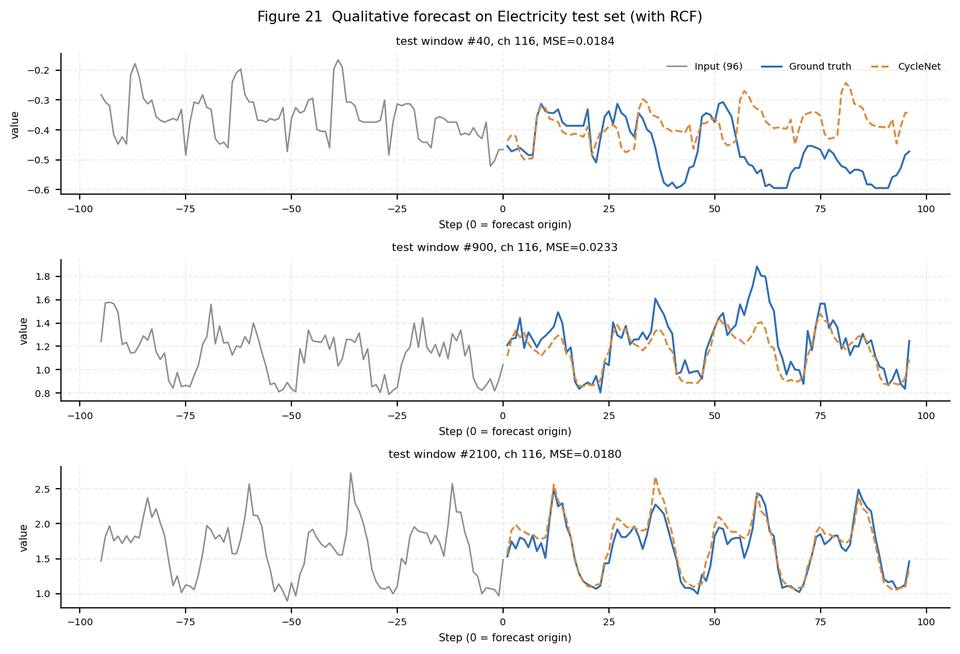 Figure 21  Qualitative forecast on Electricity test set (with RCF)
test window #40, ch 116, MSE=0.0184
Input (96)  Ground truth  CycleNet
value
−0.2
−0.3
−0.4
−0.5
−0.6
−100 −75 −50 −25 0 25 50 75 100
Step (0 = forecast origin)
test window #900, ch 116, MSE=0.0233
value
1.8
1.6
1.4
1.2
1.0
0.8
−100 −75 −50 −25 0 25 50 75 100
Step (0 = forecast origin)
test window #2100, ch 116, MSE=0.0180
value
2.5
2.0
1.5
1.0
−100 −75 −50 −25 0 25 50 75 100
Step (0 = forecast origin)